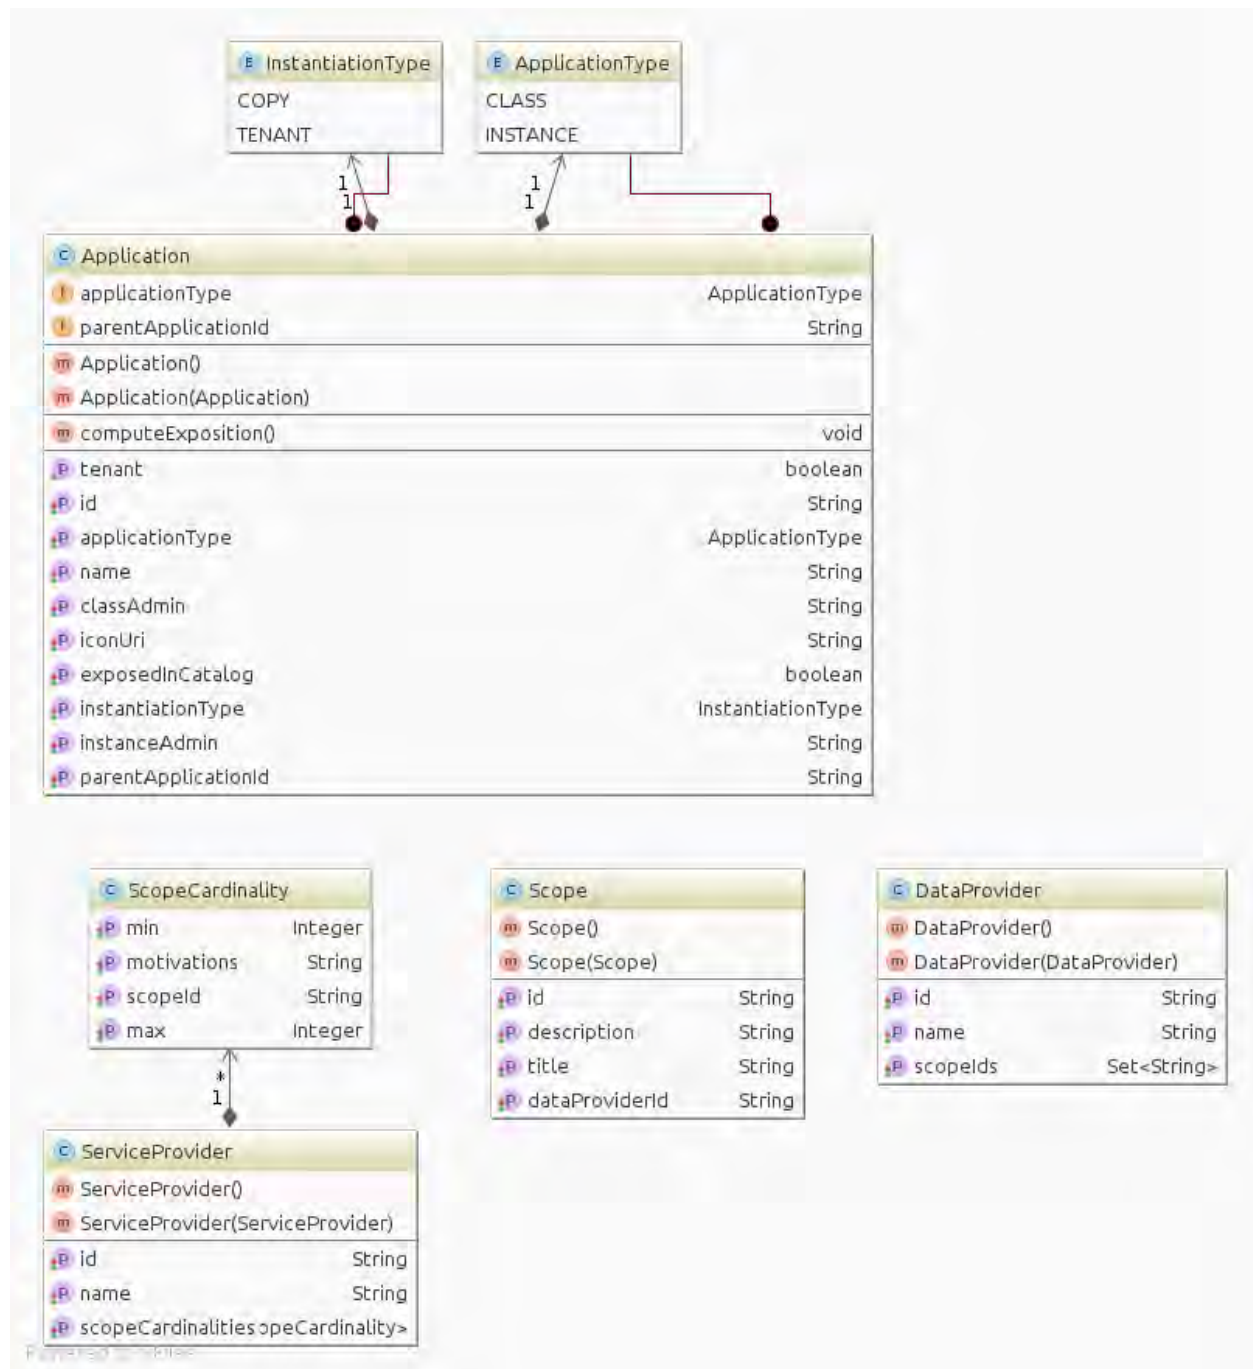 E InstantiationType
COPY
TENANT
E ApplicationType
CLASS
INSTANCE
1
1
1
1
C Application
f applicationType ApplicationType
f parentApplicationId String
m Application()
m Application(Application)
m computeExposition() void
P tenant boolean
P id String
P applicationType ApplicationType
P name String
P classAdmin String
P iconUri String
P exposedInCatalog boolean
P instantiationType InstantiationType
P instanceAdmin String
P parentApplicationId String
C ScopeCardinality
P min Integer
P motivations String
P scopeId String
P max Integer
C Scope
m Scope()
m Scope(Scope)
P id String
P description String
P title String
P dataProviderId String
C DataProvider
m DataProvider()
m DataProvider(DataProvider)
P id String
P name String
P scopeIds Set<String>
*
1
C ServiceProvider
m ServiceProvider()
m ServiceProvider(ServiceProvider)
P id String
P name String
P scopeCardinalities opeCardinality>
Powered by yFiles